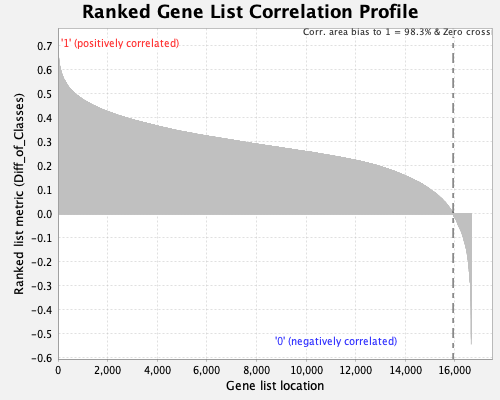 Ranked Gene List Correlation Profile
Corr. area bias to 1 = 98.3% & Zero cross
'1' (positively correlated)
0.7
0.6
0.5
0.4
0.3
0.2
0.1
0.0
-0.1
-0.2
-0.3
-0.4
-0.5
-0.6
Ranked list metric (Diff_of_Classes)
'0' (negatively correlated)
0 2,000 4,000 6,000 8,000 10,000 12,000 14,000 16,000
Gene list location